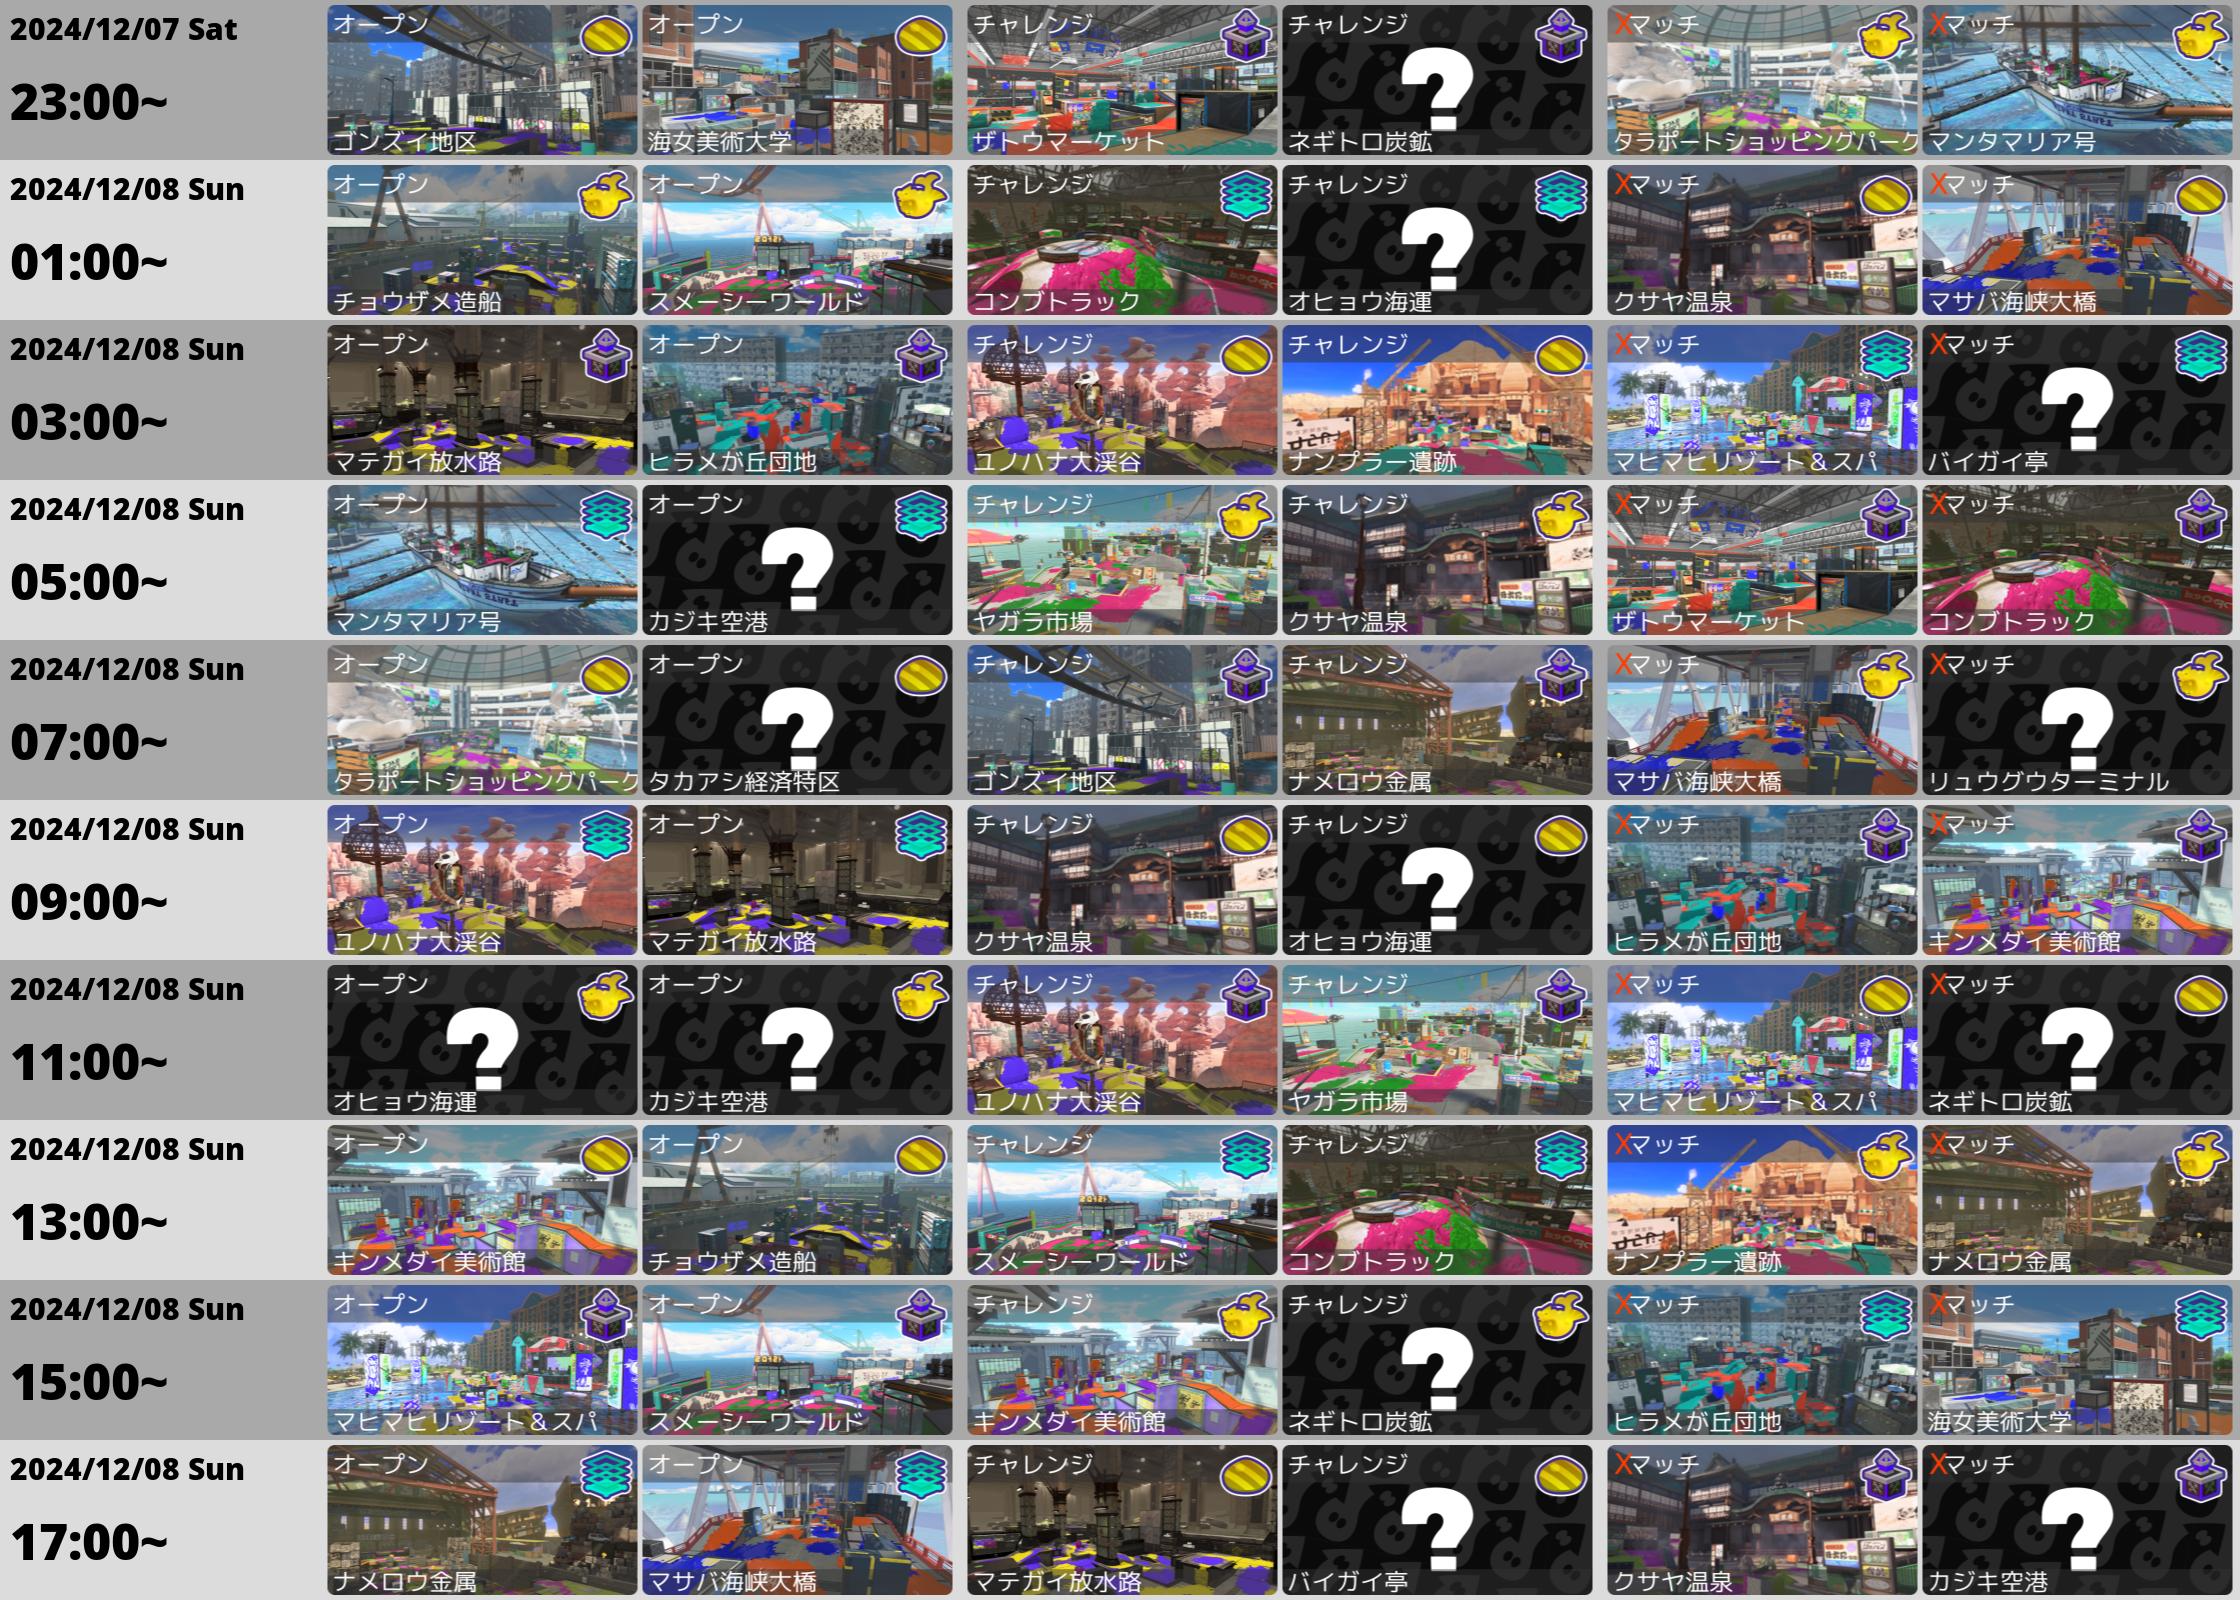 2024/12/07 Sat
23:00~
オープン
ゴンズイ地区
オープン
海女美術大学
チャレンジ
ザトウマーケット
チャレンジ
?
ネギトロ炭鉱
Xマッチ
タラポートショッピングパーク
Xマッチ
マンタマリア号
2024/12/08 Sun
01:00~
オープン
チョウザメ造船
オープン
スメーシーワールド
チャレンジ
コンブトラック
チャレンジ
?
オヒョウ海運
Xマッチ
クサヤ温泉
Xマッチ
マサバ海峡大橋
2024/12/08 Sun
03:00~
オープン
マテガイ放水路
オープン
ヒラメが丘団地
チャレンジ
ユノハナ大渓谷
チャレンジ
ナンプラー遺跡
Xマッチ
マヒマヒリゾート＆スパ
Xマッチ
?
バイガイ亭
2024/12/08 Sun
05:00~
オープン
マンタマリア号
オープン
?
カジキ空港
チャレンジ
ヤガラ市場
チャレンジ
クサヤ温泉
Xマッチ
ザトウマーケット
Xマッチ
コンブトラック
2024/12/08 Sun
07:00~
オープン
タラポートショッピングパーク
オープン
?
タカアシ経済特区
チャレンジ
ゴンズイ地区
チャレンジ
ナメロウ金属
Xマッチ
マサバ海峡大橋
Xマッチ
?
リュウグウターミナル
2024/12/08 Sun
09:00~
オープン
ユノハナ大渓谷
オープン
マテガイ放水路
チャレンジ
クサヤ温泉
チャレンジ
?
オヒョウ海運
Xマッチ
ヒラメが丘団地
Xマッチ
キンメダイ美術館
2024/12/08 Sun
11:00~
オープン
?
オヒョウ海運
オープン
?
カジキ空港
チャレンジ
ユノハナ大渓谷
チャレンジ
ヤガラ市場
Xマッチ
マヒマヒリゾート＆スパ
Xマッチ
?
ネギトロ炭鉱
2024/12/08 Sun
13:00~
オープン
キンメダイ美術館
オープン
チョウザメ造船
チャレンジ
スメーシーワールド
チャレンジ
コンブトラック
Xマッチ
ナンプラー遺跡
Xマッチ
ナメロウ金属
2024/12/08 Sun
15:00~
オープン
マヒマヒリゾート＆スパ
オープン
スメーシーワールド
チャレンジ
キンメダイ美術館
チャレンジ
?
ネギトロ炭鉱
Xマッチ
ヒラメが丘団地
Xマッチ
海女美術大学
2024/12/08 Sun
17:00~
オープン
ナメロウ金属
オープン
マサバ海峡大橋
チャレンジ
マテガイ放水路
チャレンジ
?
バイガイ亭
Xマッチ
クサヤ温泉
Xマッチ
?
カジキ空港